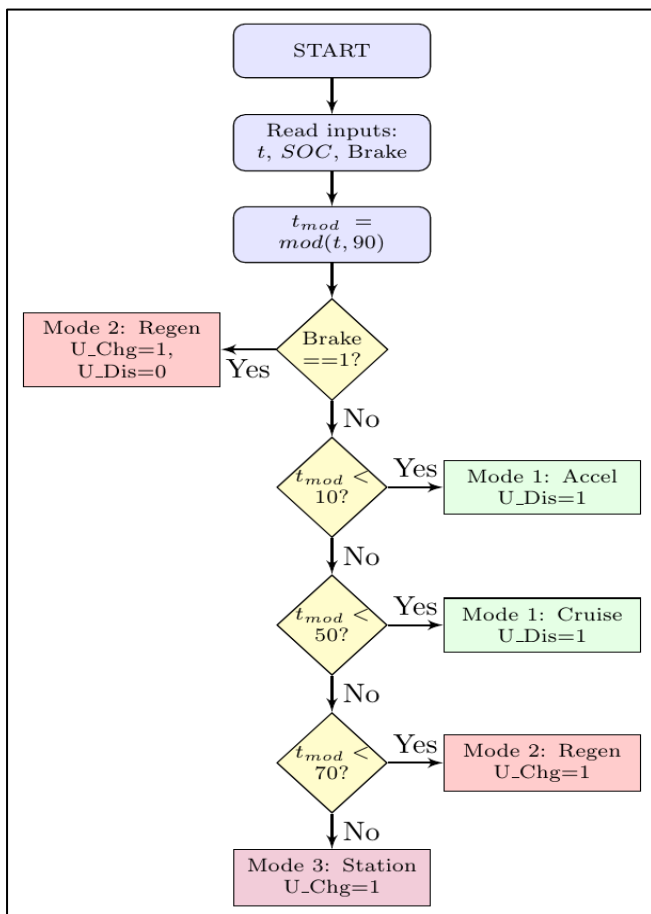 START
Read inputs:
t, SOC, Brake
t_mod =
mod(t, 90)
Brake
==1?
Yes
Mode 2: Regen
U_Chg=1,
U_Dis=0
No
t_mod <
10?
Yes
Mode 1: Accel
U_Dis=1
No
t_mod <
50?
Yes
Mode 1: Cruise
U_Dis=1
No
t_mod <
70?
Yes
Mode 2: Regen
U_Chg=1
No
Mode 3: Station
U_Chg=1